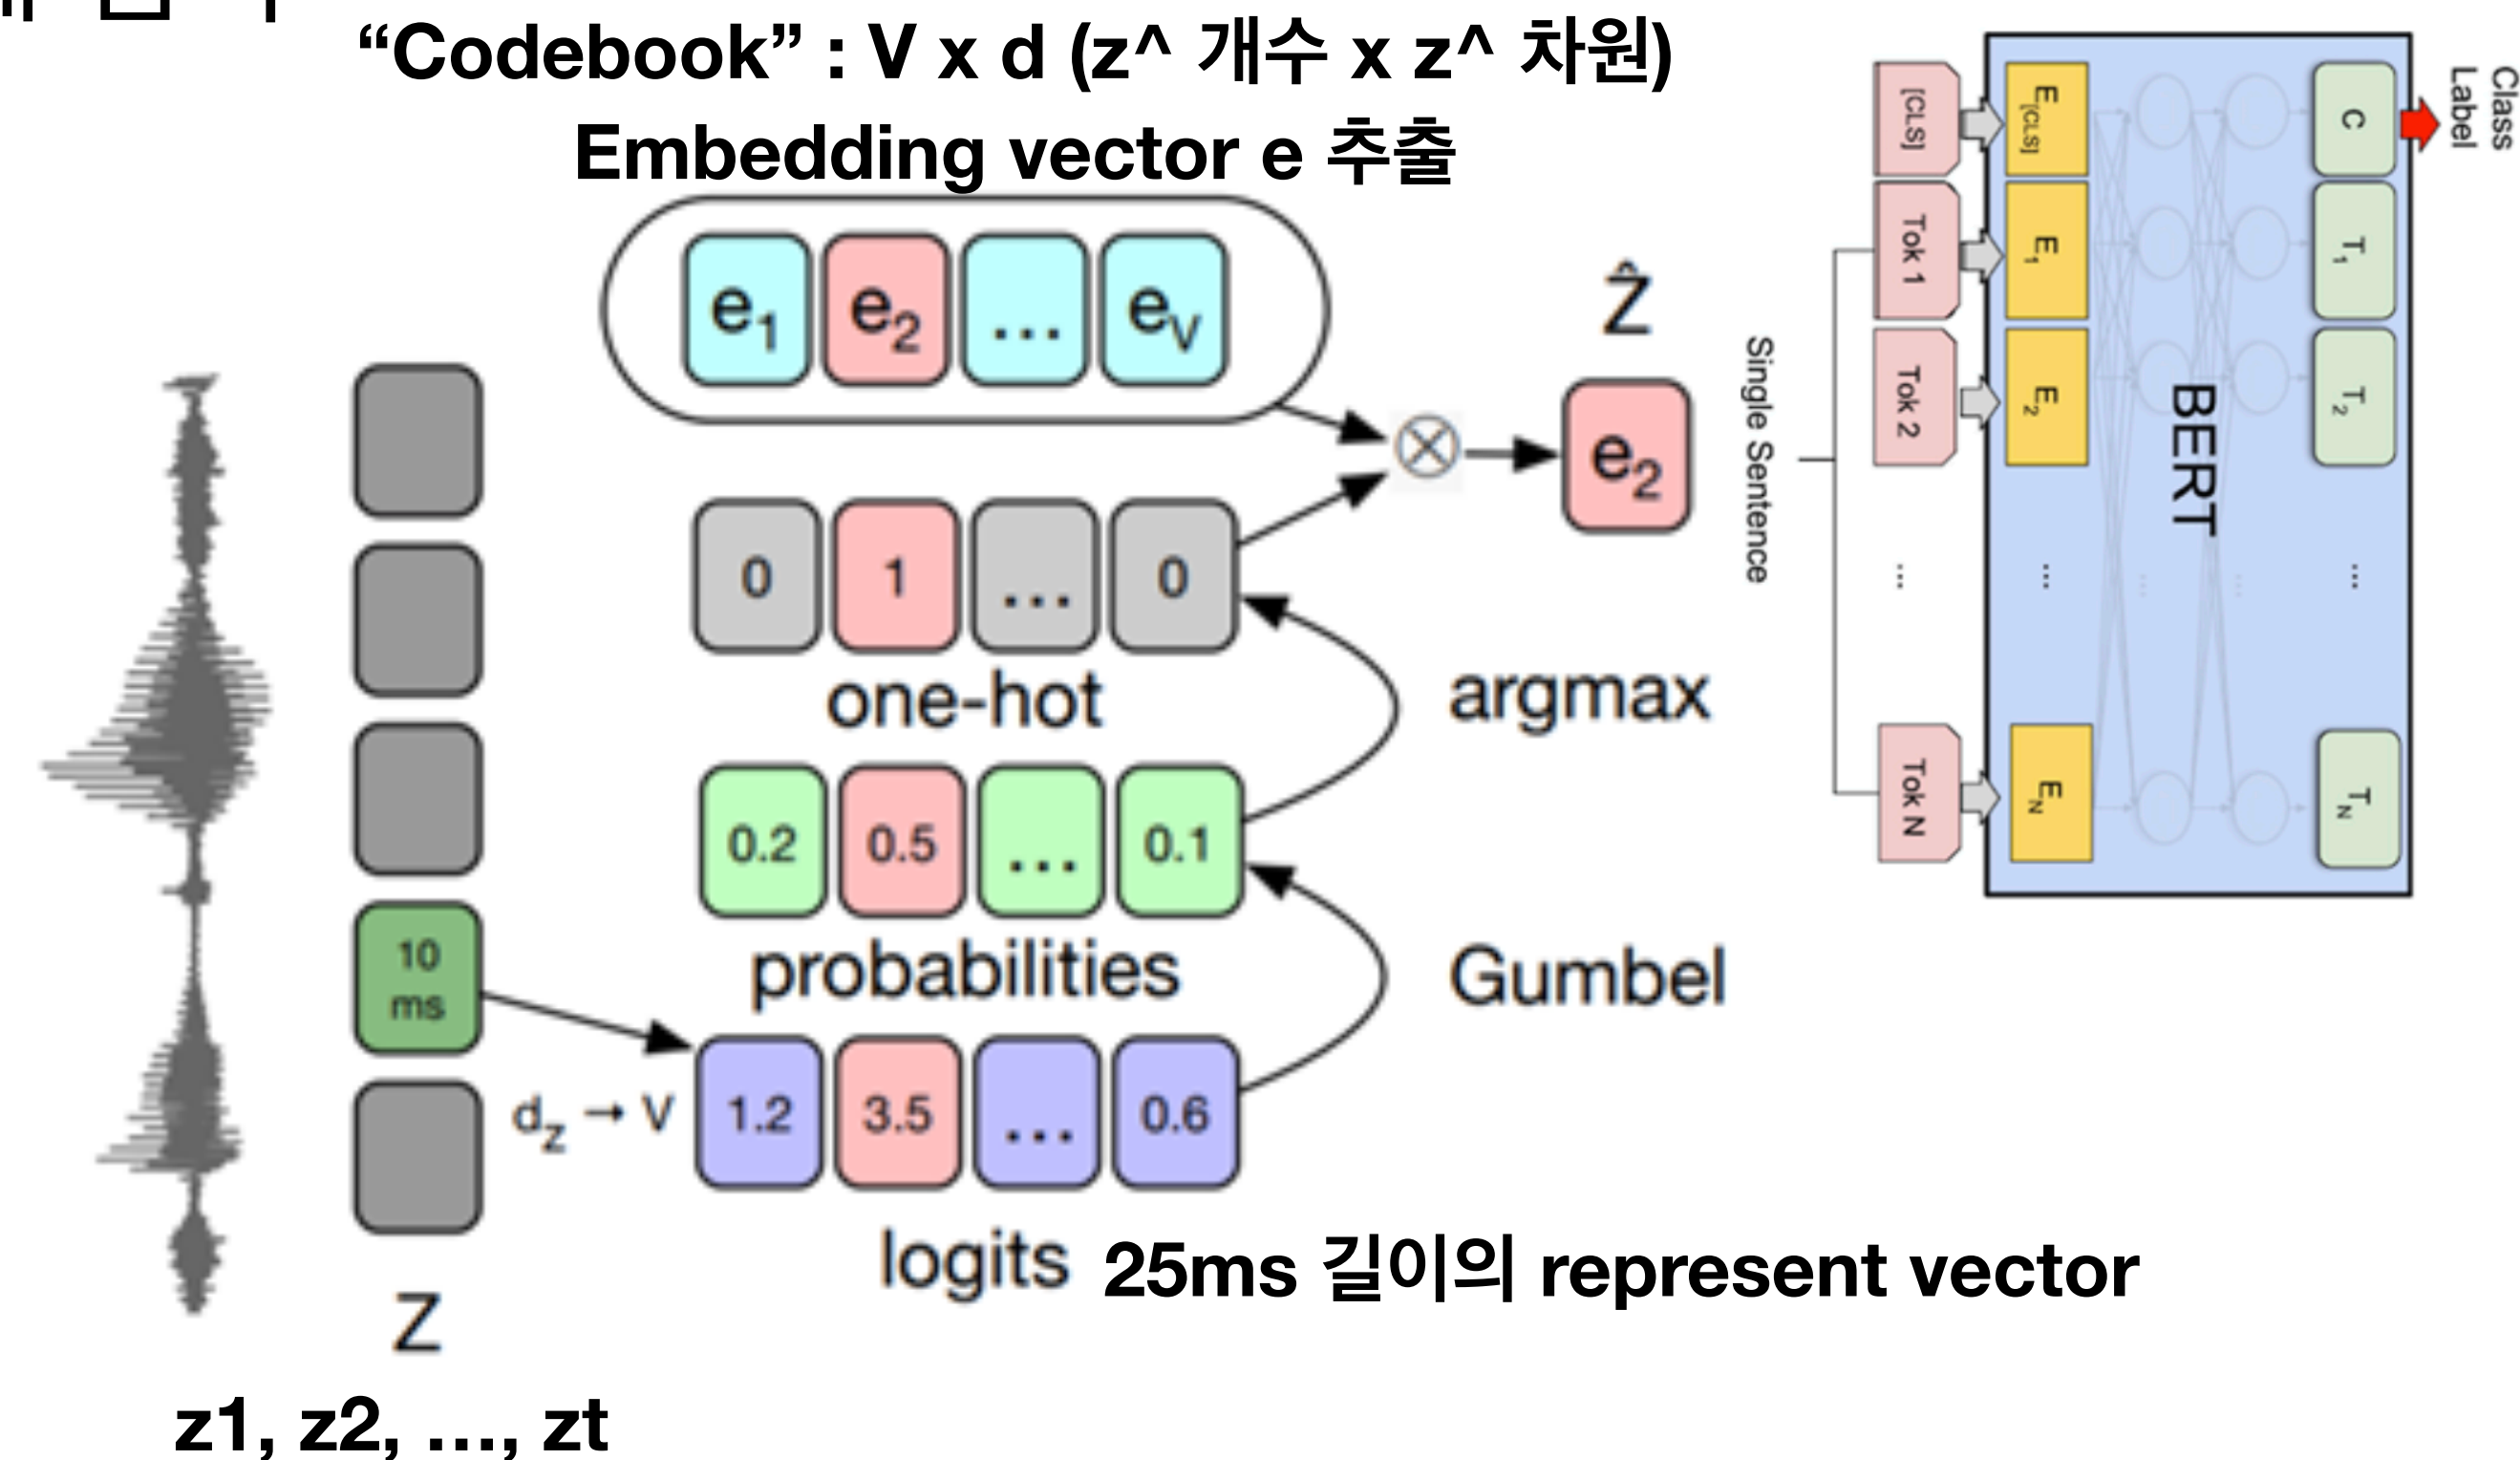 “Codebook” : V x d (z^ 개수 x z^ 차원)
Embedding vector e 추출
e1 e2 ... eV
Ẑ
e2
0 1 ... 0
one-hot
argmax
0.2 0.5 ... 0.1
probabilities
Gumbel
10
ms
dz → V
1.2 3.5 ... 0.6
logits
25ms 길이의 represent vector
Z
z1, z2, …, zt
Class
Label
C T1 T2 ... TN
BERT
E[CLS] E1 E2 ... EN
[CLS] Tok 1 Tok 2 ... Tok N
Single Sentence